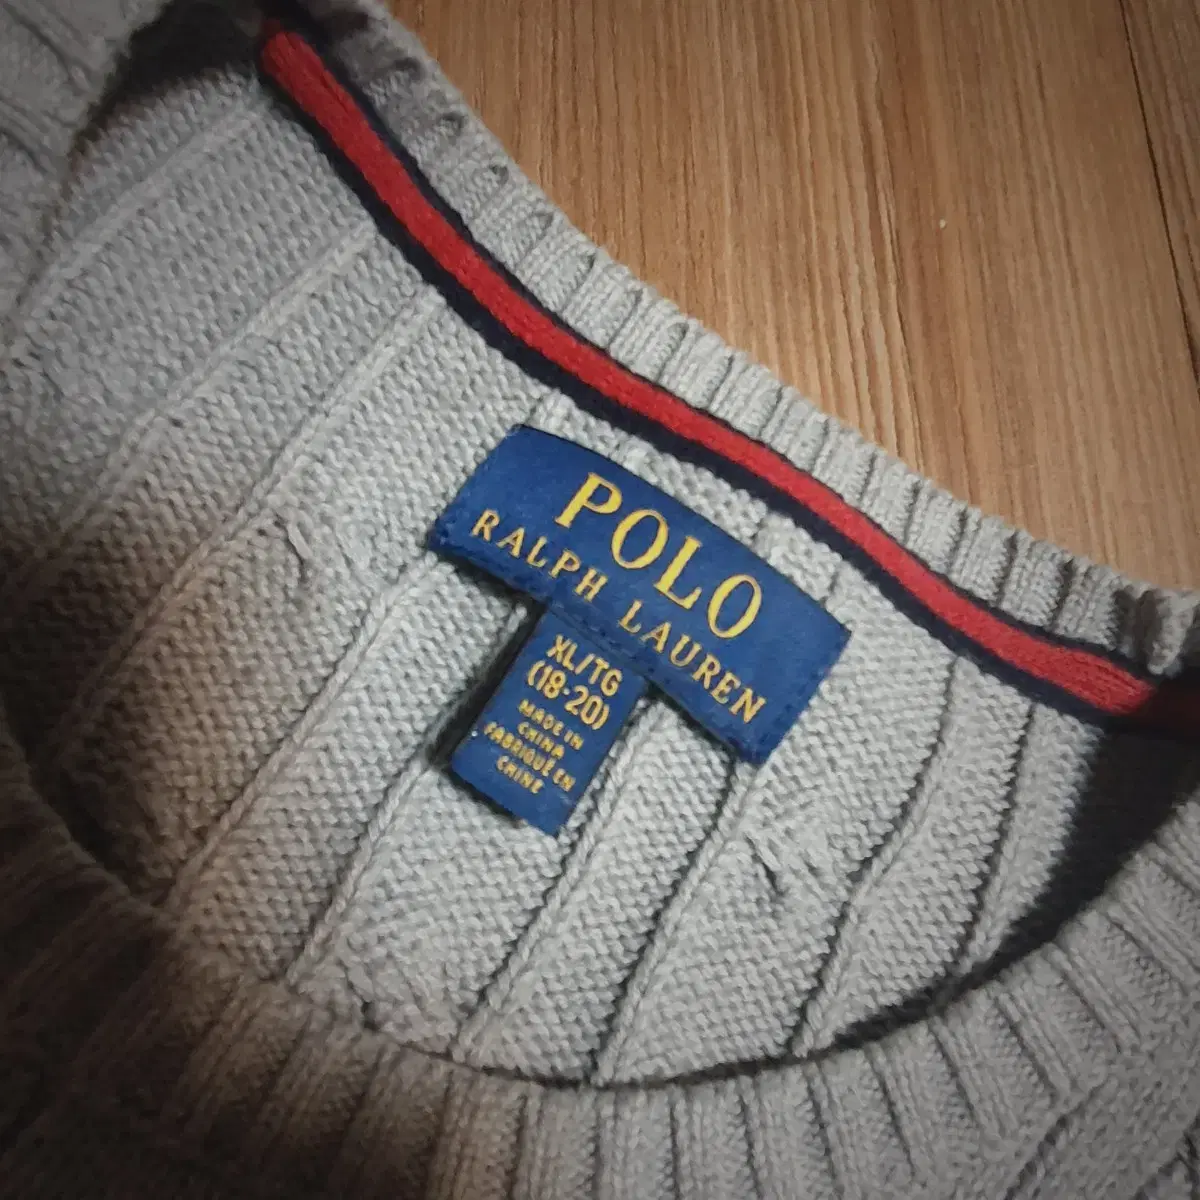 POLO
RALPH LAUREN
XL/TG
(18-20)
MADE IN
CHINA
FABRIQUÉ EN
CHINE